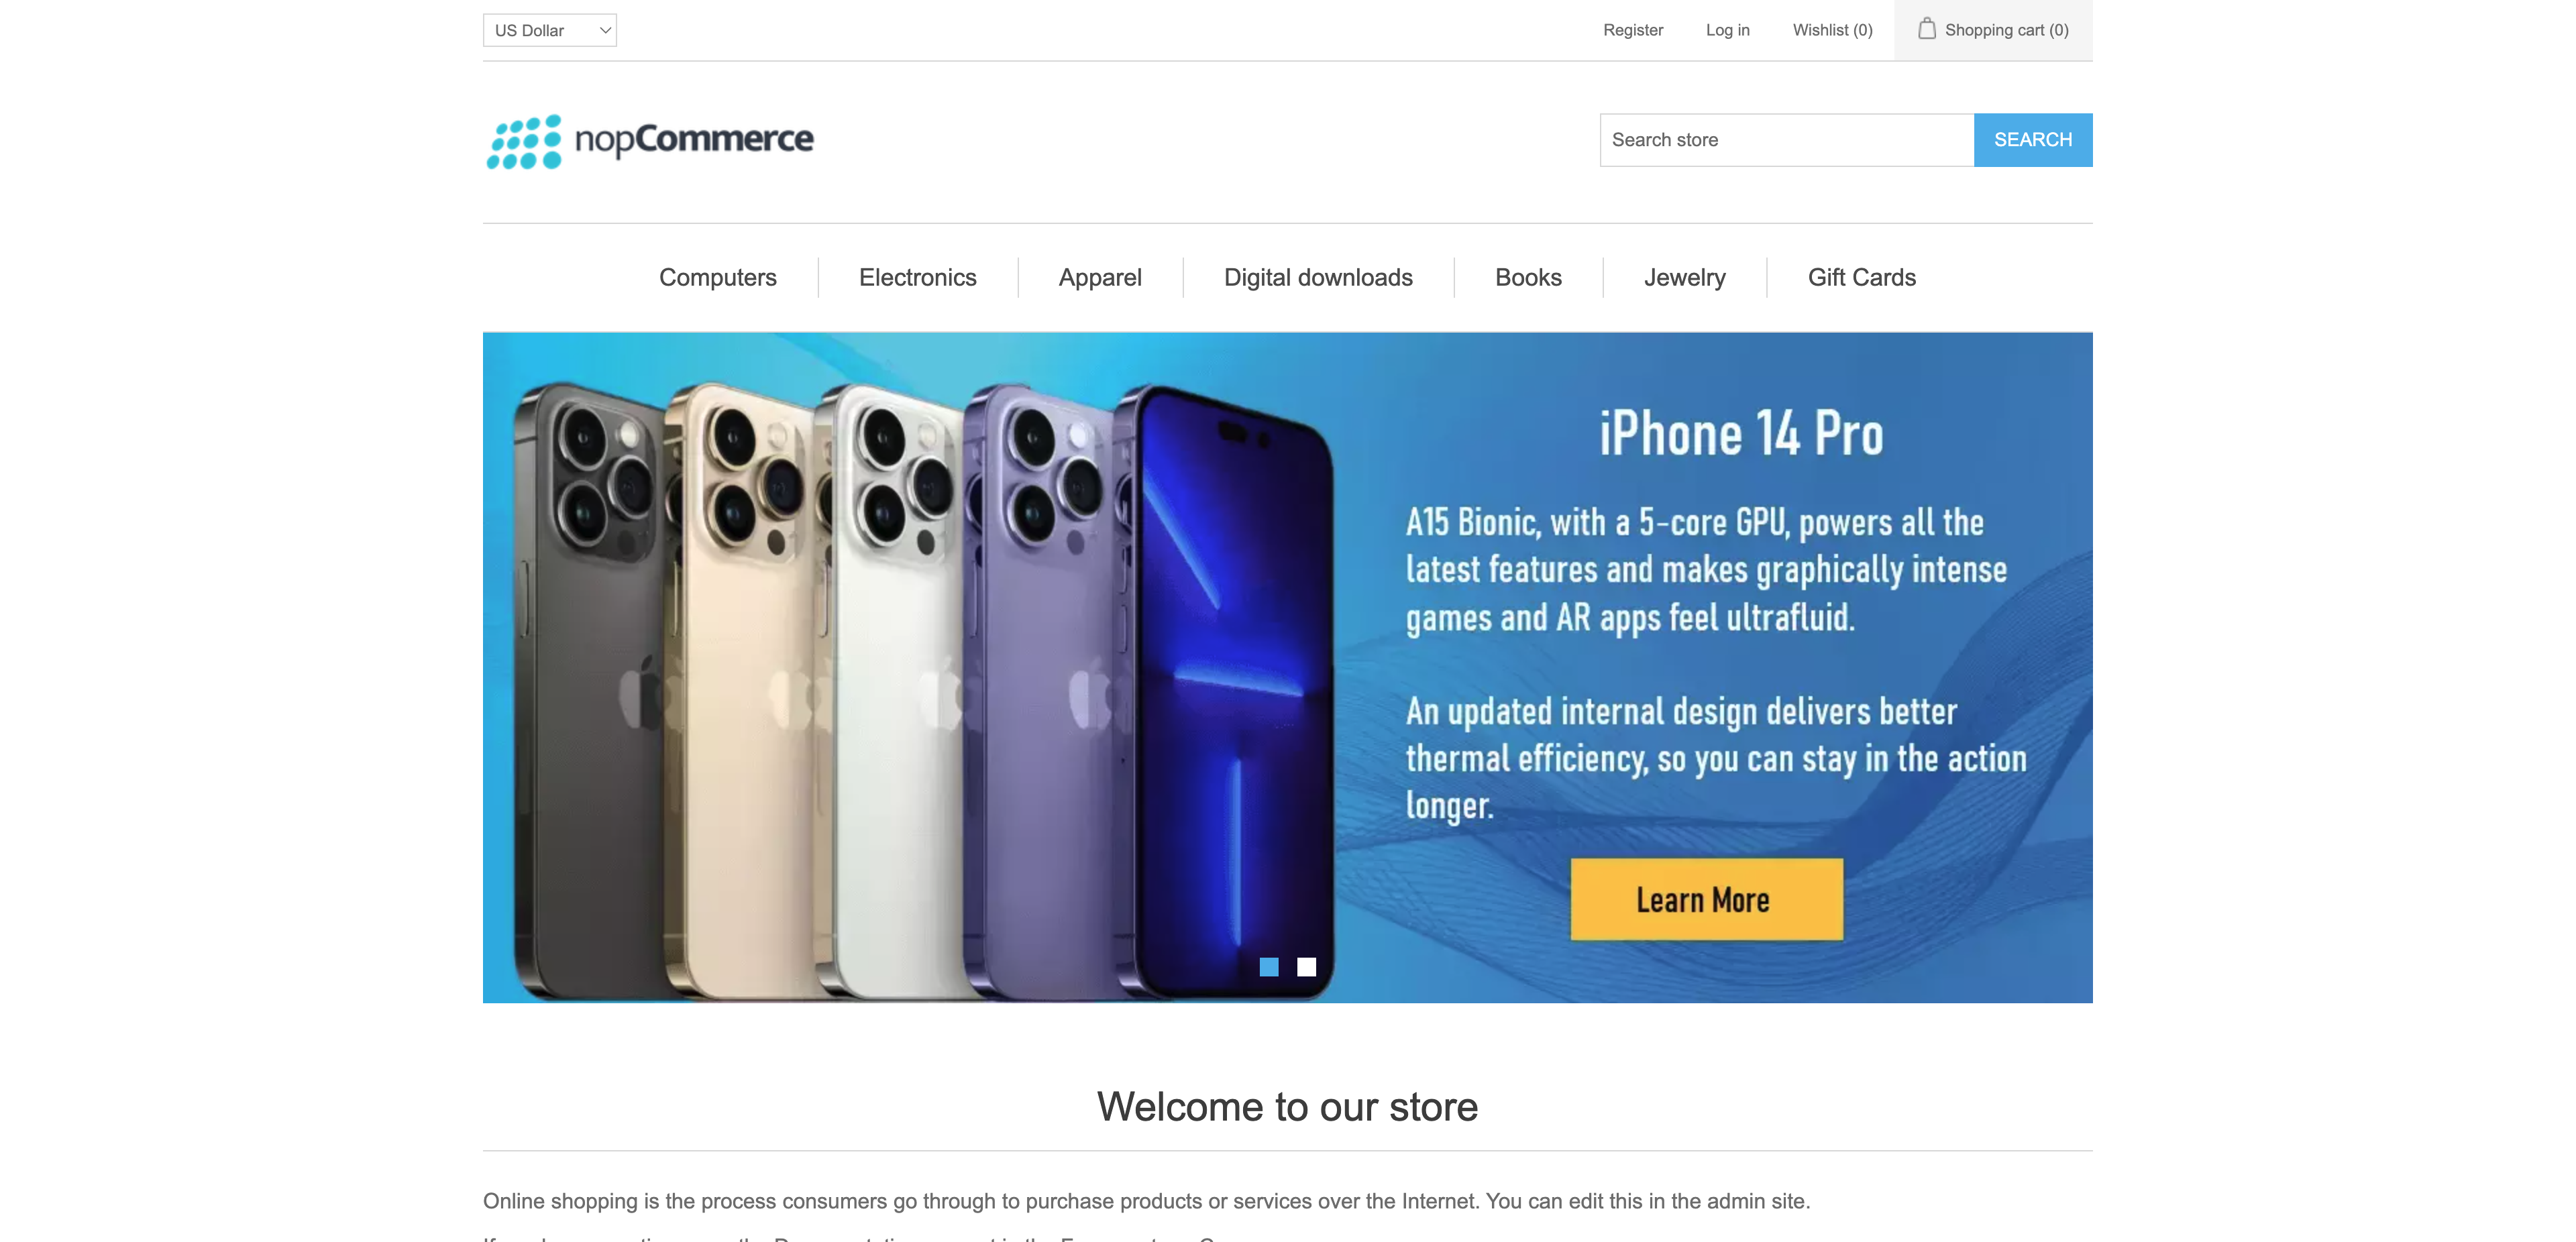 US Dollar
Register
Log in
Wishlist (0)
Shopping cart (0)
nopCommerce
Search store
SEARCH
Computers
Electronics
Apparel
Digital downloads
Books
Jewelry
Gift Cards
iPhone 14 Pro
A15 Bionic, with a 5-core GPU, powers all the
latest features and makes graphically intense
games and AR apps feel ultrafluid.
An updated internal design delivers better
thermal efficiency, so you can stay in the action
longer.
Learn More
Welcome to our store
Online shopping is the process consumers go through to purchase products or services over the Internet. You can edit this in the admin site.